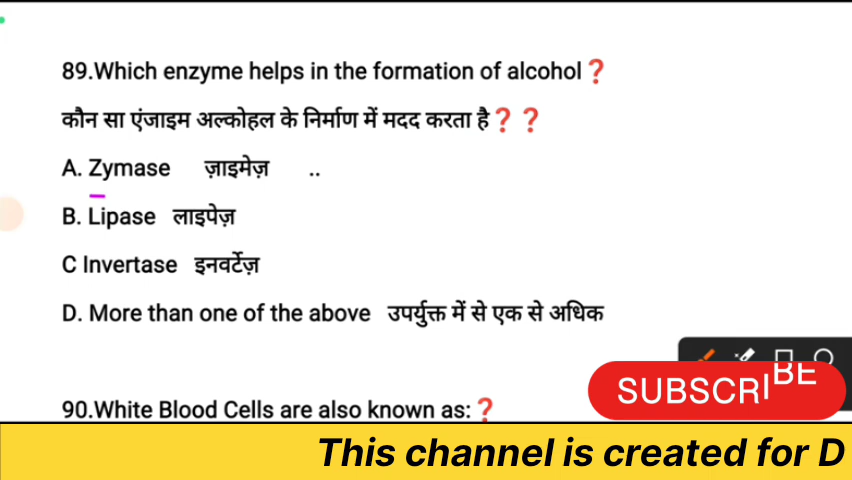 89.Which enzyme helps in the formation of alcohol❓
कौन सा एंजाइम अल्कोहल के निर्माण में मदद करता है❓❓
A. Zymase ज़ाइमेज़ ..
B. Lipase लाइपेज़
C Invertase इनवर्टेज़
D. More than one of the above उपर्युक्त में से एक से अधिक
90.White Blood Cells are also known as:❓
SUBSCRIBE
This channel is created for D